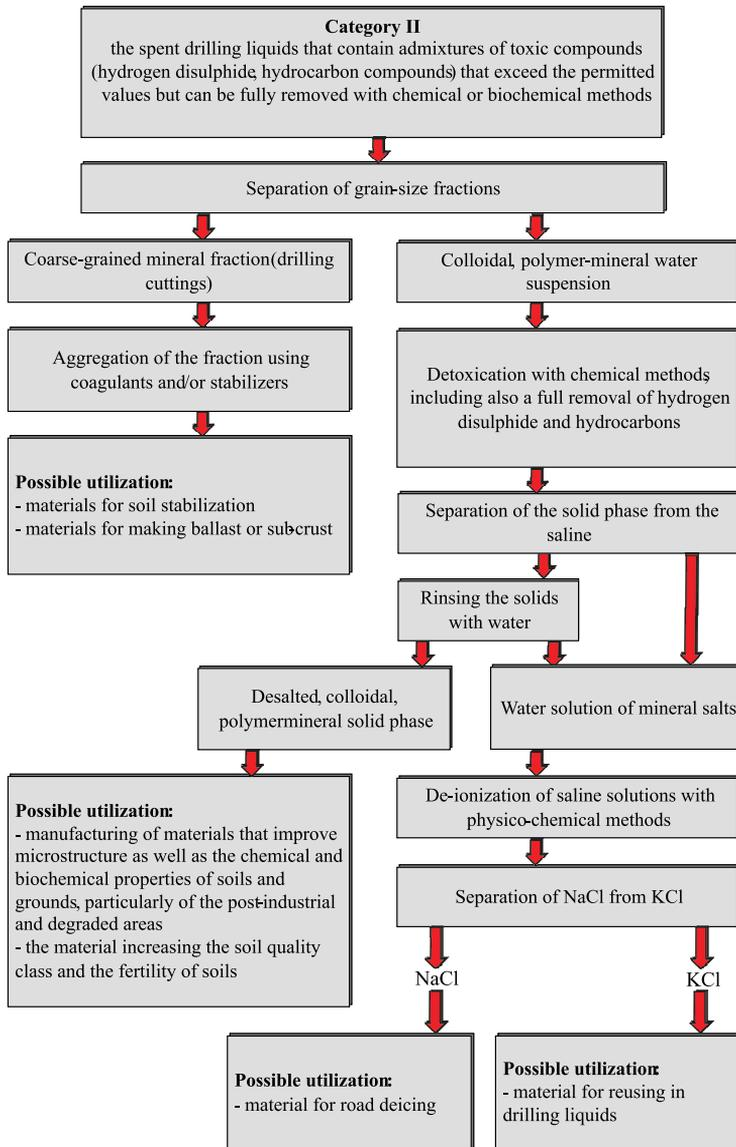 Category II
the spent drilling liquids that contain admixtures of toxic compounds
(hydrogen disulphide, hydrocarbon compounds) that exceed the permitted
values but can be fully removed with chemical or biochemical methods
Separation of grain-size fractions
Coarse-grained mineral fraction(drilling
cuttings)
Colloidal, polymer-mineral water
suspension
Aggregation of the fraction using
coagulants and/or stabilizers
Detoxication with chemical methods,
including also a full removal of hydrogen
disulphide and hydrocarbons
Possible utilization:
- materials for soil stabilization
- materials for making ballast or sub-crust
Separation of the solid phase from the
saline
Rinsing the solids
with water
Desalted, colloidal,
polymermineral solid phase
Water solution of mineral salts
Possible utilization:
- manufacturing of materials that improve
microstructure as well as the chemical and
biochemical properties of soils and
grounds, particularly of the post-industrial
and degraded areas
- the material increasing the soil quality
class and the fertility of soils
De-ionization of saline solutions with
physico-chemical methods
Separation of NaCl from KCl
NaCl
KCl
Possible utilization:
- material for road deicing
Possible utilization:
- material for reusing in
drilling liquids